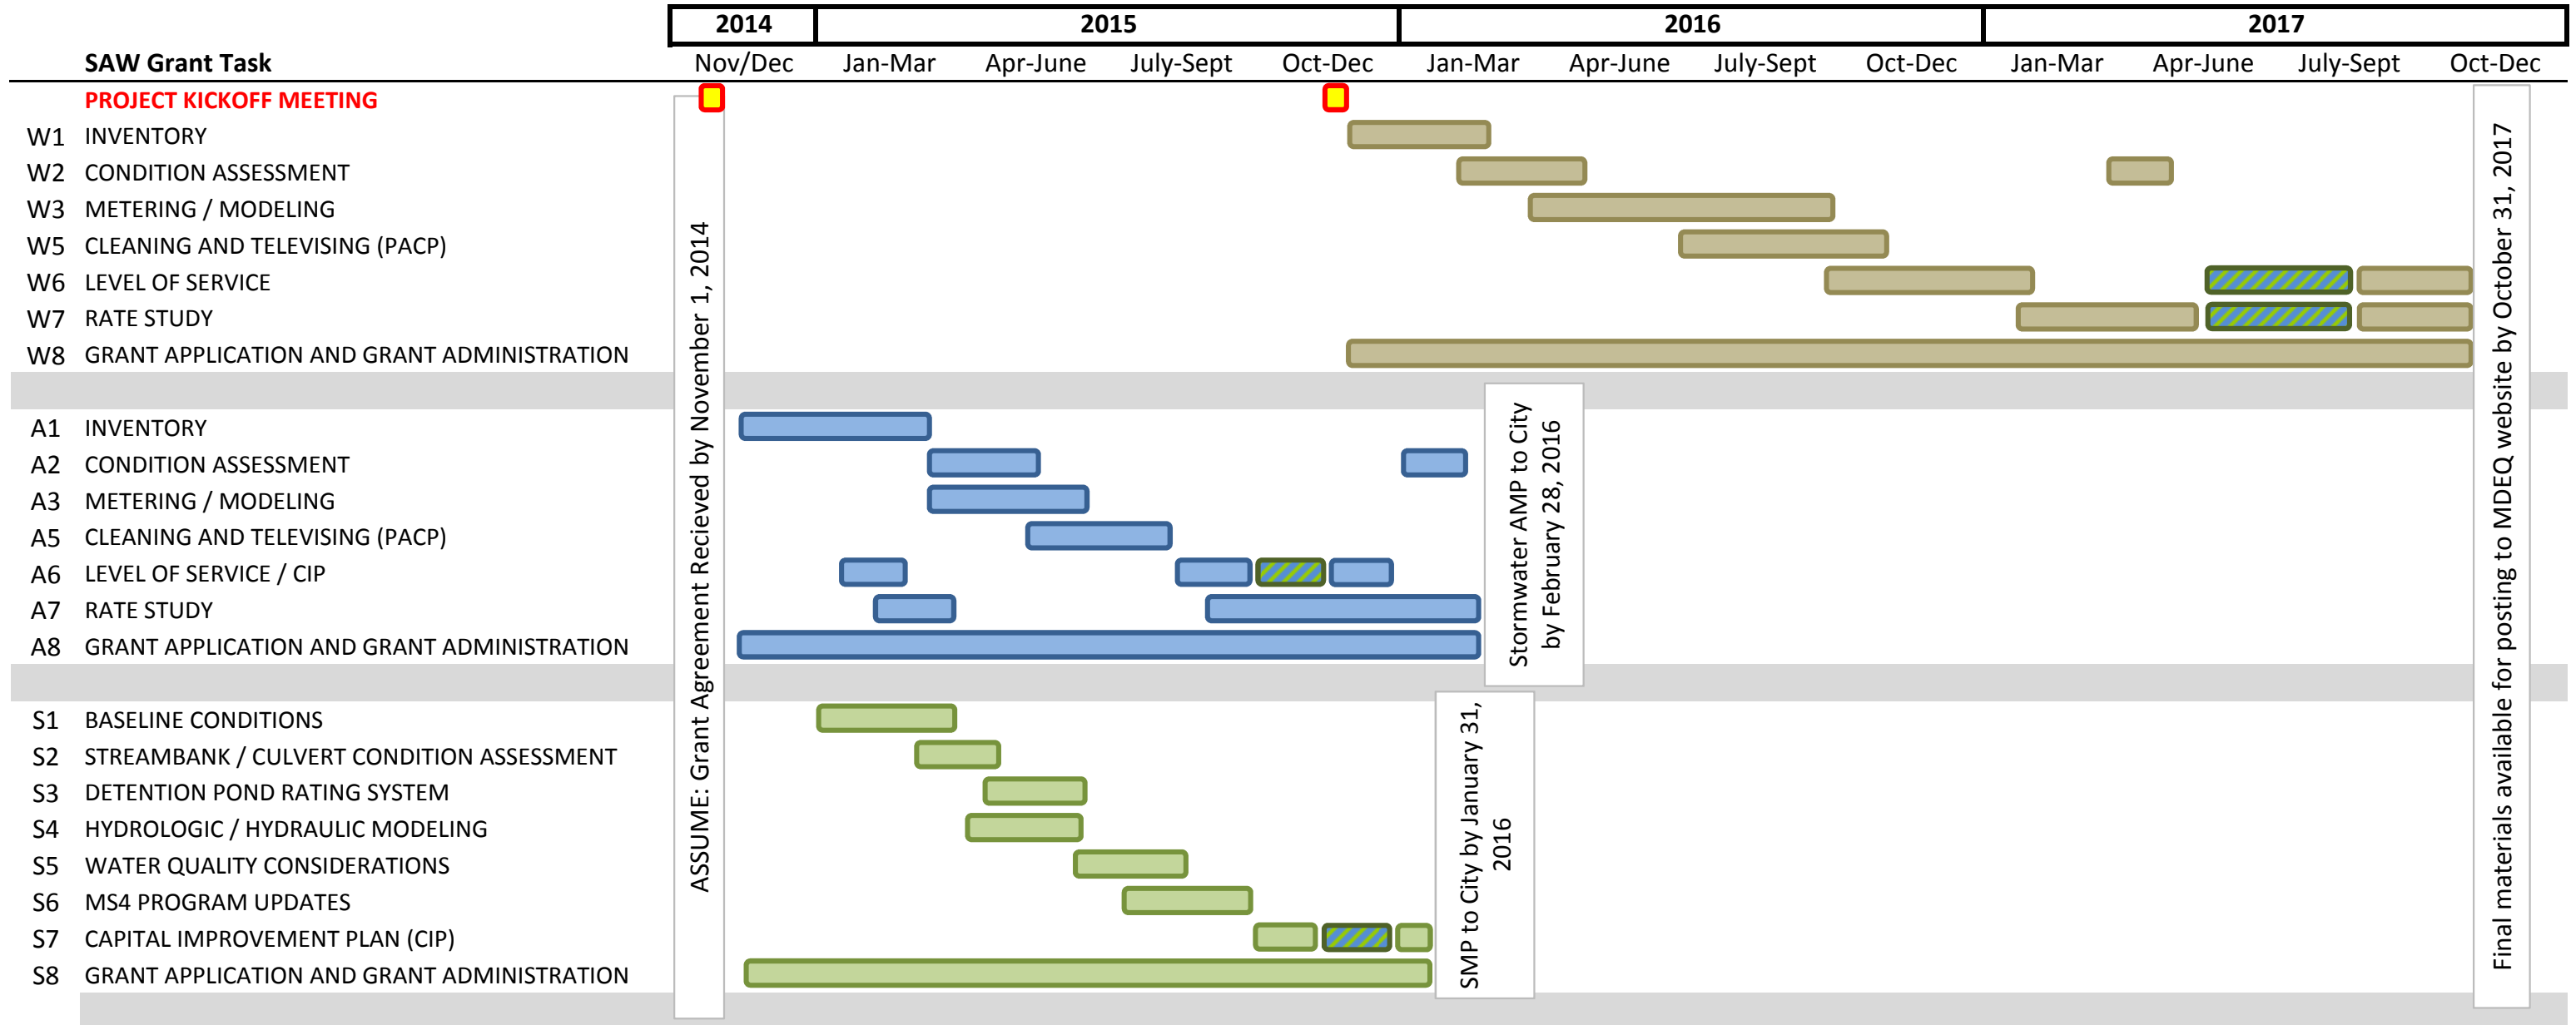 2014 2015 2016 2017
SAW Grant Task Nov/Dec Jan-Mar Apr-June July-Sept Oct-Dec Jan-Mar Apr-June July-Sept Oct-Dec Jan-Mar Apr-June July-Sept Oct-Dec
PROJECT KICKOFF MEETING
W1 INVENTORY
W2 CONDITION ASSESSMENT
W3 METERING / MODELING
W5 CLEANING AND TELEVISING (PACP)
W6 LEVEL OF SERVICE
W7 RATE STUDY
W8 GRANT APPLICATION AND GRANT ADMINISTRATION
A1 INVENTORY
A2 CONDITION ASSESSMENT
A3 METERING / MODELING
A5 CLEANING AND TELEVISING (PACP)
A6 LEVEL OF SERVICE / CIP
A7 RATE STUDY
A8 GRANT APPLICATION AND GRANT ADMINISTRATION
S1 BASELINE CONDITIONS
S2 STREAMBANK / CULVERT CONDITION ASSESSMENT
S3 DETENTION POND RATING SYSTEM
S4 HYDROLOGIC / HYDRAULIC MODELING
S5 WATER QUALITY CONSIDERATIONS
S6 MS4 PROGRAM UPDATES
S7 CAPITAL IMPROVEMENT PLAN (CIP)
S8 GRANT APPLICATION AND GRANT ADMINISTRATION
ASSUME: Grant Agreement Recieved by November 1, 2014
Stormwater AMP to City
by February 28, 2016
SMP to City by January 31,
2016
Final materials available for posting to MDEQ website by October 31, 2017